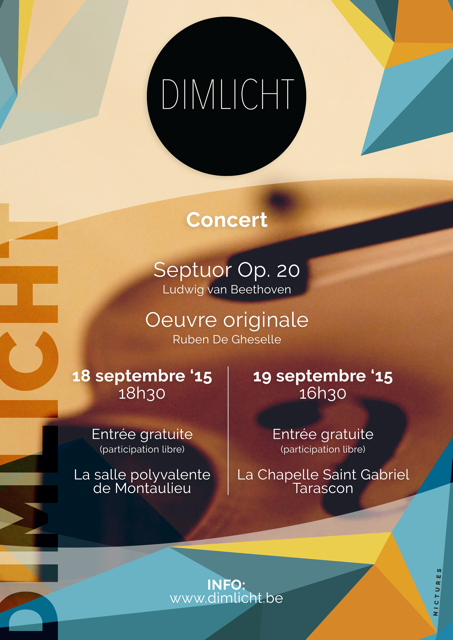 DIMLICHT
Concert
Septuor Op. 20
Ludwig van Beethoven
Oeuvre originale
Ruben De Gheselle
18 septembre ‘15
18h30
Entrée gratuite
(participation libre)
La salle polyvalente
de Montaulieu
19 septembre ‘15
16h30
Entrée gratuite
(participation libre)
La Chapelle Saint Gabriel
Tarascon
INFO:
www.dimlicht.be
DIMLICHT
NICTURES